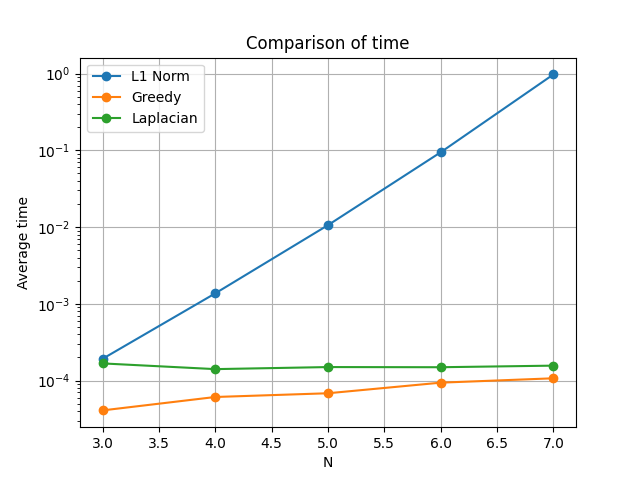 Comparison of time
L1 Norm
Greedy
Laplacian
Average time
10⁰
10⁻¹
10⁻²
10⁻³
10⁻⁴
3.0 3.5 4.0 4.5 5.0 5.5 6.0 6.5 7.0
N